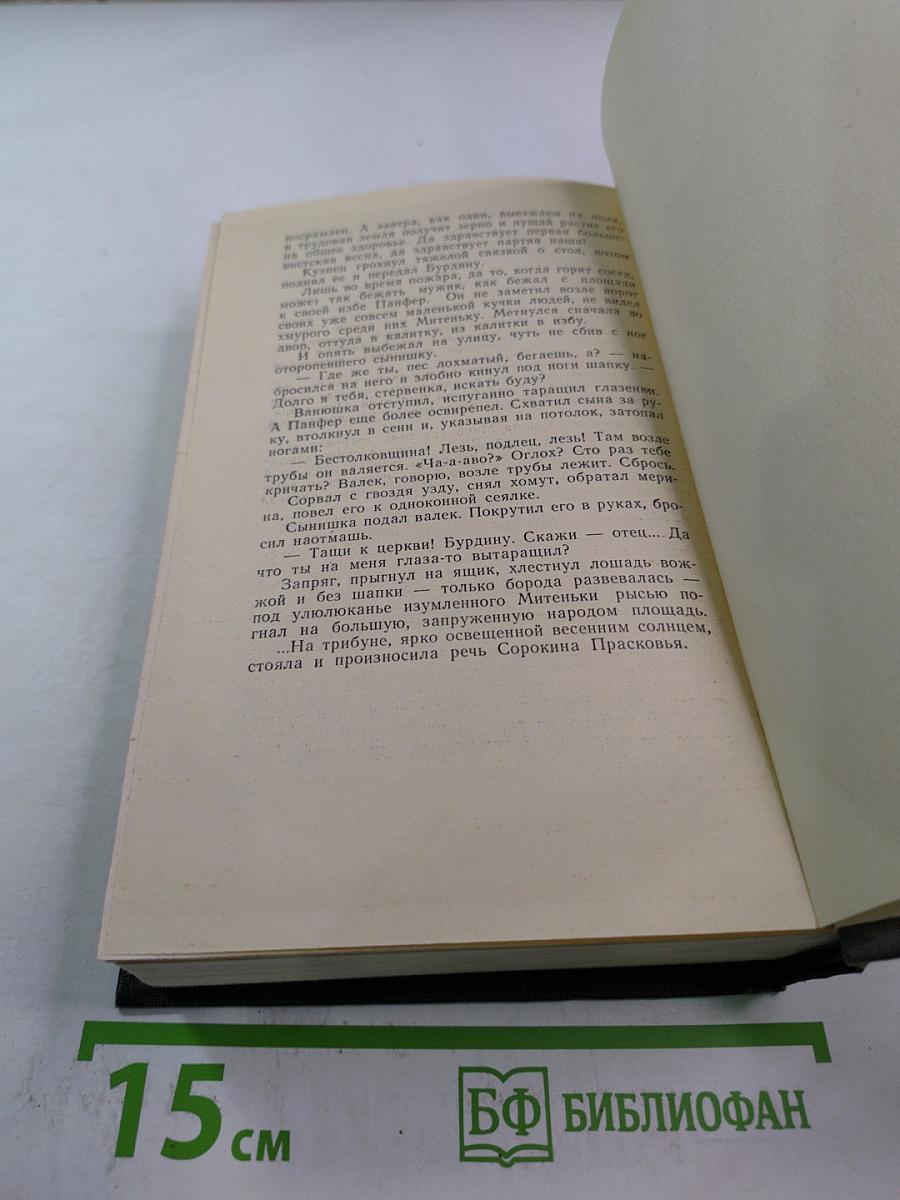 посрамлен. А завтра, как один, выезжаем на поля,
и трудовая земля получит зерно и пущай растит его
на общее здоровье. Да здравствует первая больше-
вистская весна, да здравствует партия наша!
Кузнец грохнул тяжелой связкой о стол, потом
поднял ее и передал Бурдину.
Лишь во время пожара, да то, когда горит сосед,
может так бежать мужик, как бежал с площади
к своей избе Панфер. Он не заметил возле ворот
своих уже совсем маленькой кучки людей, не видел
хмурого среди них Митеньку. Метнулся сначала во
двор, оттуда в калитку, из калитки в избу.
И опять выбежал на улицу, чуть не сбив с ног
оторопевшего сынишку.
— Где же ты, пес лохматый, бегаешь, а? — на-
бросился на него и злобно кинул под ноги шапку. —
Долго я тебя, стервенка, искать буду?
Ванюшка отступил, испуганно таращил глазенки.
А Панфер еще более освирепел. Схватил сына за ру-
ку, втолкнул в сени и, указывая на потолок, затопал
ногами:
— Бестолковщина! Лезь, подлец, лезь! Там возле
трубы он валяется. «Ча-а-аво?» Оглох? Сто раз тебе
кричать? Валек, говорю, возле трубы лежит. Сбрось.
Сорвал с гвоздя узду, снял хомут, обратал мери-
на, повел его к одноконной сеялке.
Сынишка подал валек. Покрутил его в руках, бро-
сил наотмашь.
— Тащи к церкви! Бурдину. Скажи — отец... Да
что ты на меня глаза-то вытаращил?
Запряг, прыгнул на ящик, хлестнул лошадь вож-
жой и без шапки — только борода развевалась —
под улюлюканье изумленного Митеньки рысью по-
гнал на большую, запруженную народом площадь.
...На трибуне, ярко освещенной весенним солнцем,
стояла и произносила речь Сорокина Прасковья.
15 см
БФ БИБЛИОФАН